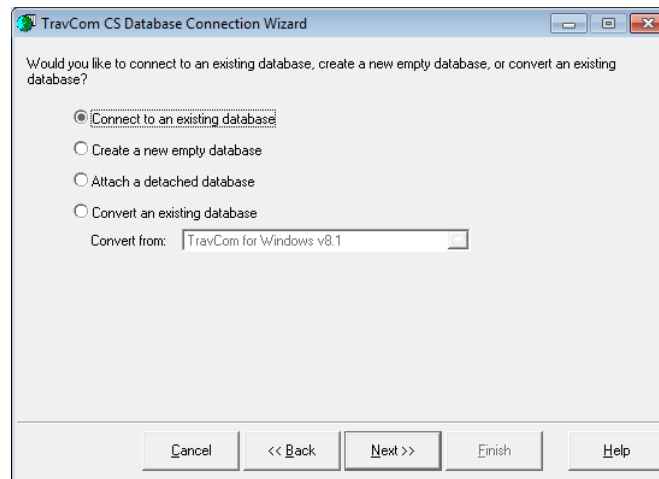 TravCom CS Database Connection Wizard
Would you like to connect to an existing database, create a new empty database, or convert an existing
database?
Connect to an existing database
Create a new empty database
Attach a detached database
Convert an existing database
Convert from: TravCom for Windows v8.1
Cancel << Back Next >> Finish Help